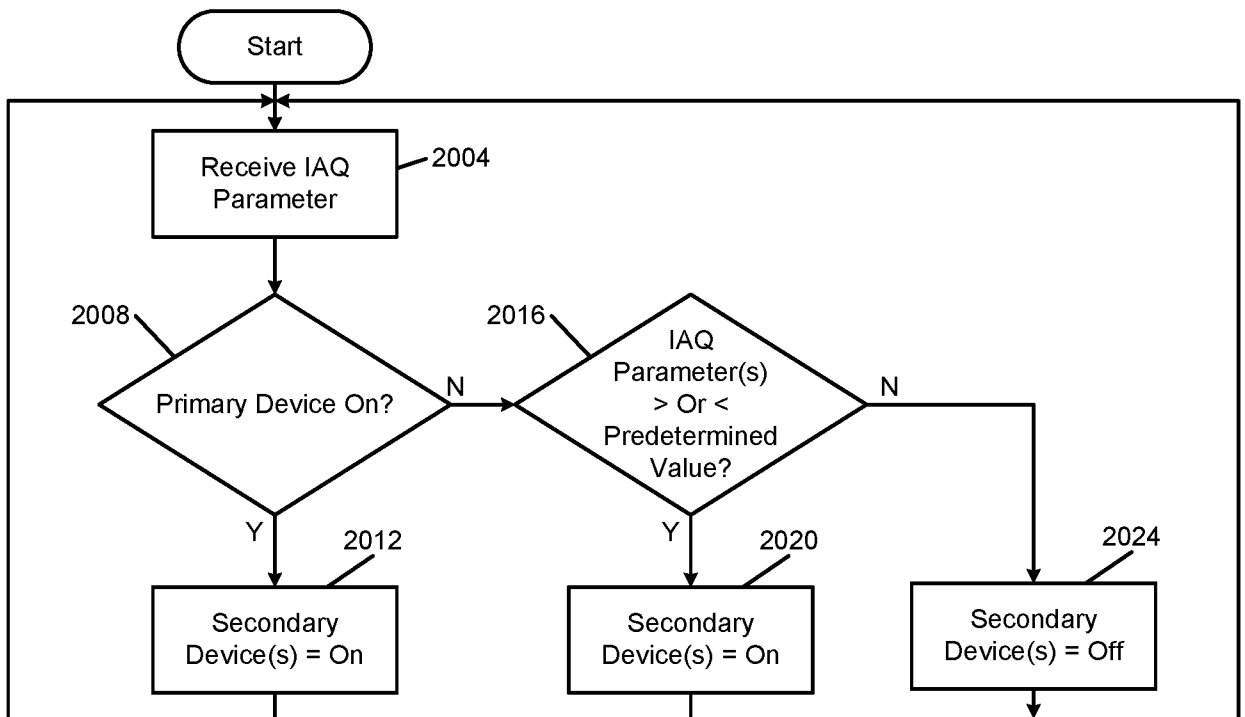 Start
Receive IAQ
Parameter
2004
2008
Primary Device On?
N
Y
2016
IAQ
Parameter(s)
> Or <
Predetermined
Value?
N
Y
2012
Secondary
Device(s) = On
2020
Secondary
Device(s) = On
2024
Secondary
Device(s) = Off